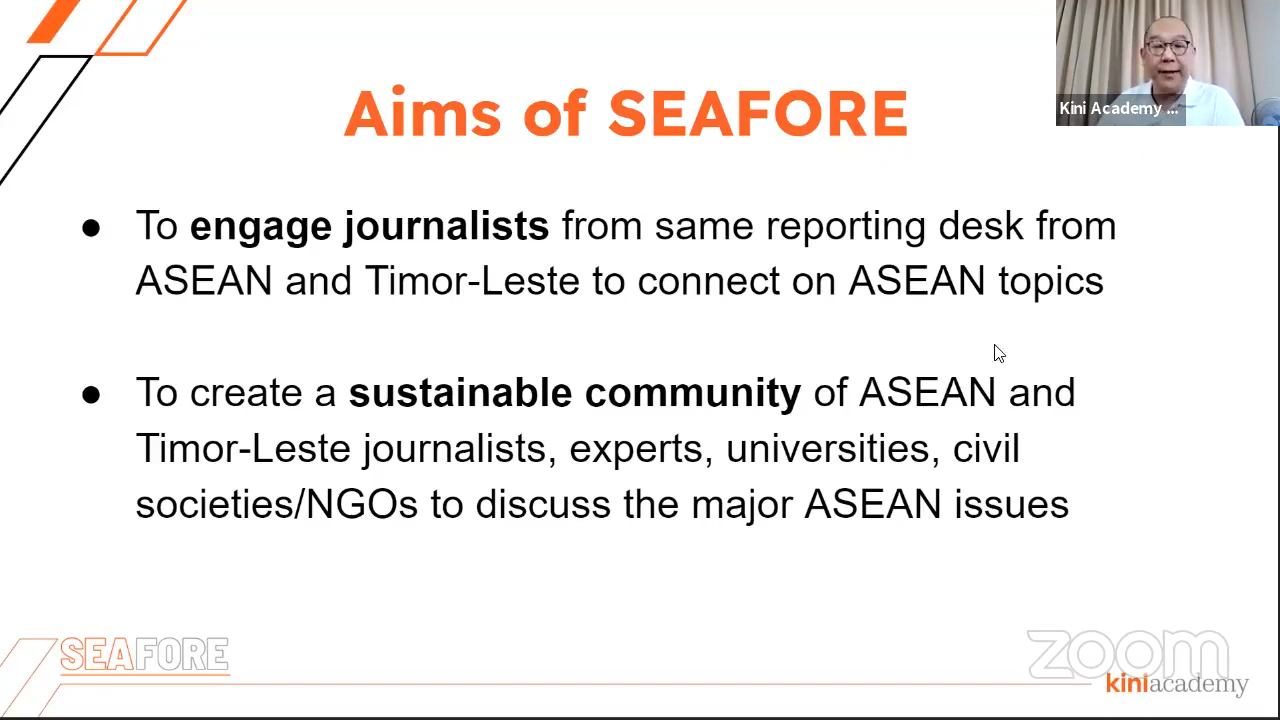 Kini Academy ...
Aims of SEAFORE
● To engage journalists from same reporting desk from
ASEAN and Timor-Leste to connect on ASEAN topics
● To create a sustainable community of ASEAN and
Timor-Leste journalists, experts, universities, civil
societies/NGOs to discuss the major ASEAN issues
SEAFORE
zoom
kiniacademy